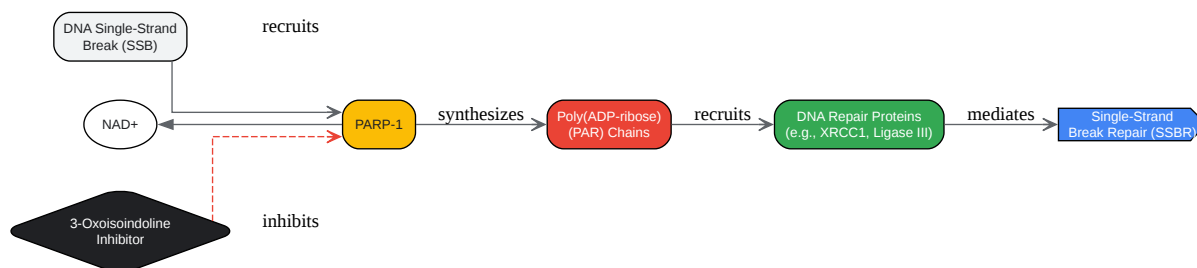 DNA Single-Strand
Break (SSB)
recruits
NAD+
PARP-1
synthesizes
Poly(ADP-ribose)
(PAR) Chains
recruits
DNA Repair Proteins
(e.g., XRCC1, Ligase III)
mediates
Single-Strand
Break Repair (SSBR)
3-Oxoisoindoline
Inhibitor
inhibits